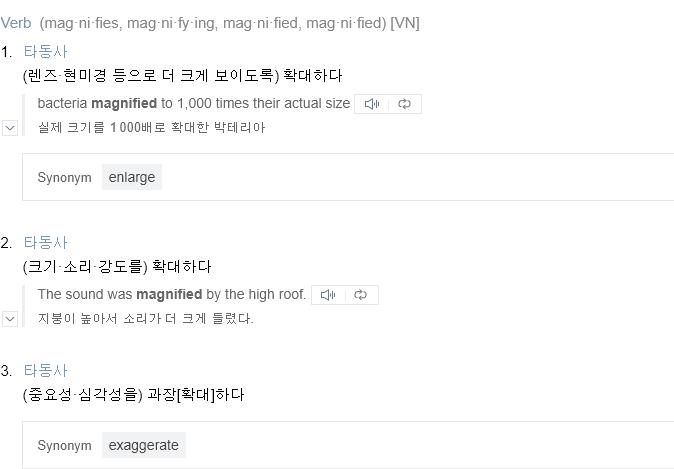 Verb (mag·ni·fies, mag·ni·fy·ing, mag·ni·fied, mag·ni·fied) [VN]
1. 타동사
(렌즈·현미경 등으로 더 크게 보이도록) 확대하다
bacteria magnified to 1,000 times their actual size
실제 크기를 1000배로 확대한 박테리아
Synonym enlarge
2. 타동사
(크기·소리·강도를) 확대하다
The sound was magnified by the high roof.
지붕이 높아서 소리가 더 크게 들렸다.
3. 타동사
(중요성·심각성을) 과장[확대]하다
Synonym exaggerate